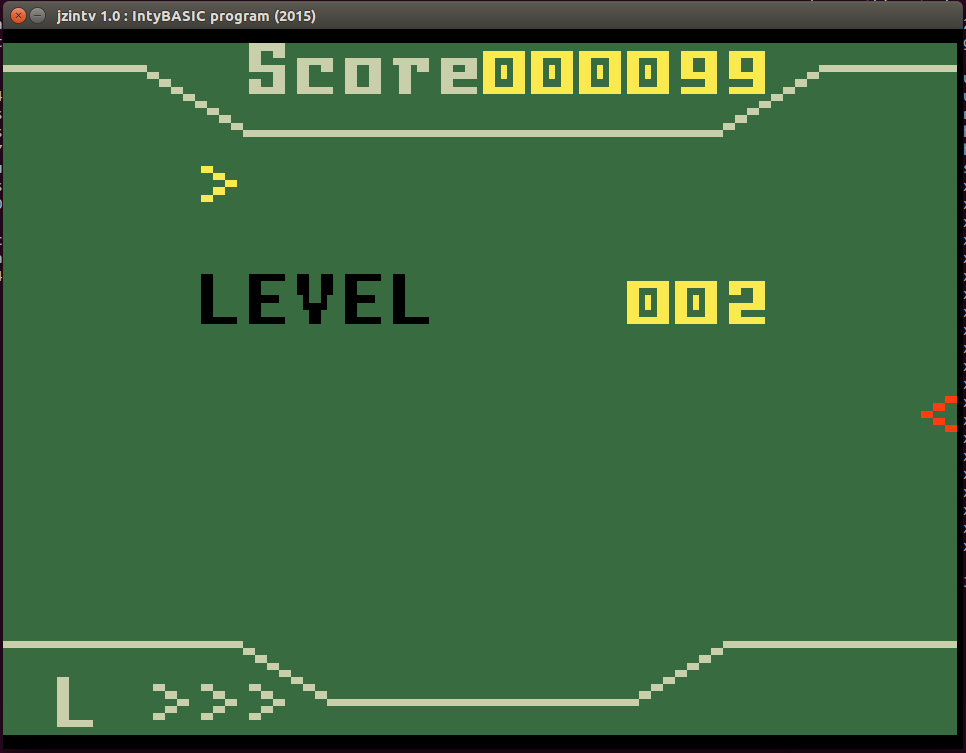 jzintv 1.0 : IntyBASIC program (2015)
Score000099
>
LEVEL 002
<
L >>>